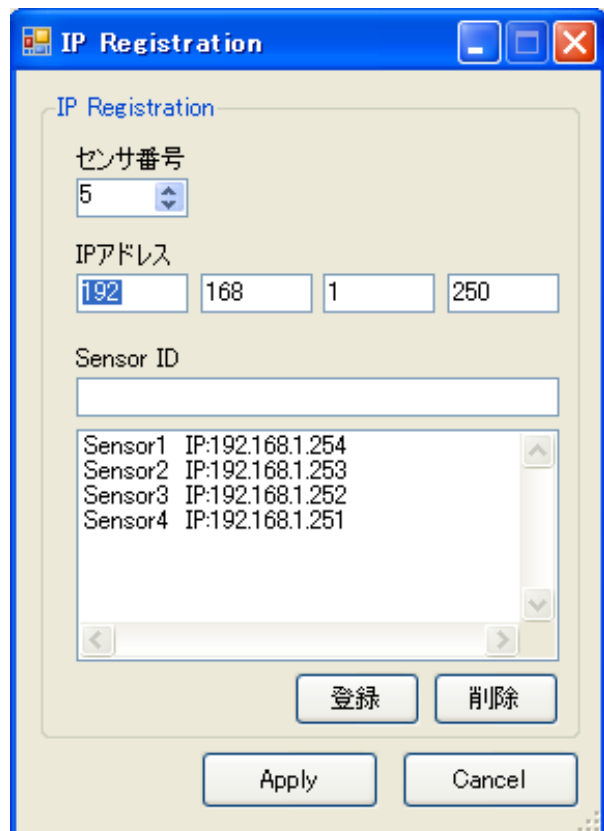 IP Registration
IP Registration
センサ番号
5
IPアドレス
192 168 1 250
Sensor ID
Sensor1 IP:192.168.1.254
Sensor2 IP:192.168.1.253
Sensor3 IP:192.168.1.252
Sensor4 IP:192.168.1.251
登録 削除
Apply Cancel